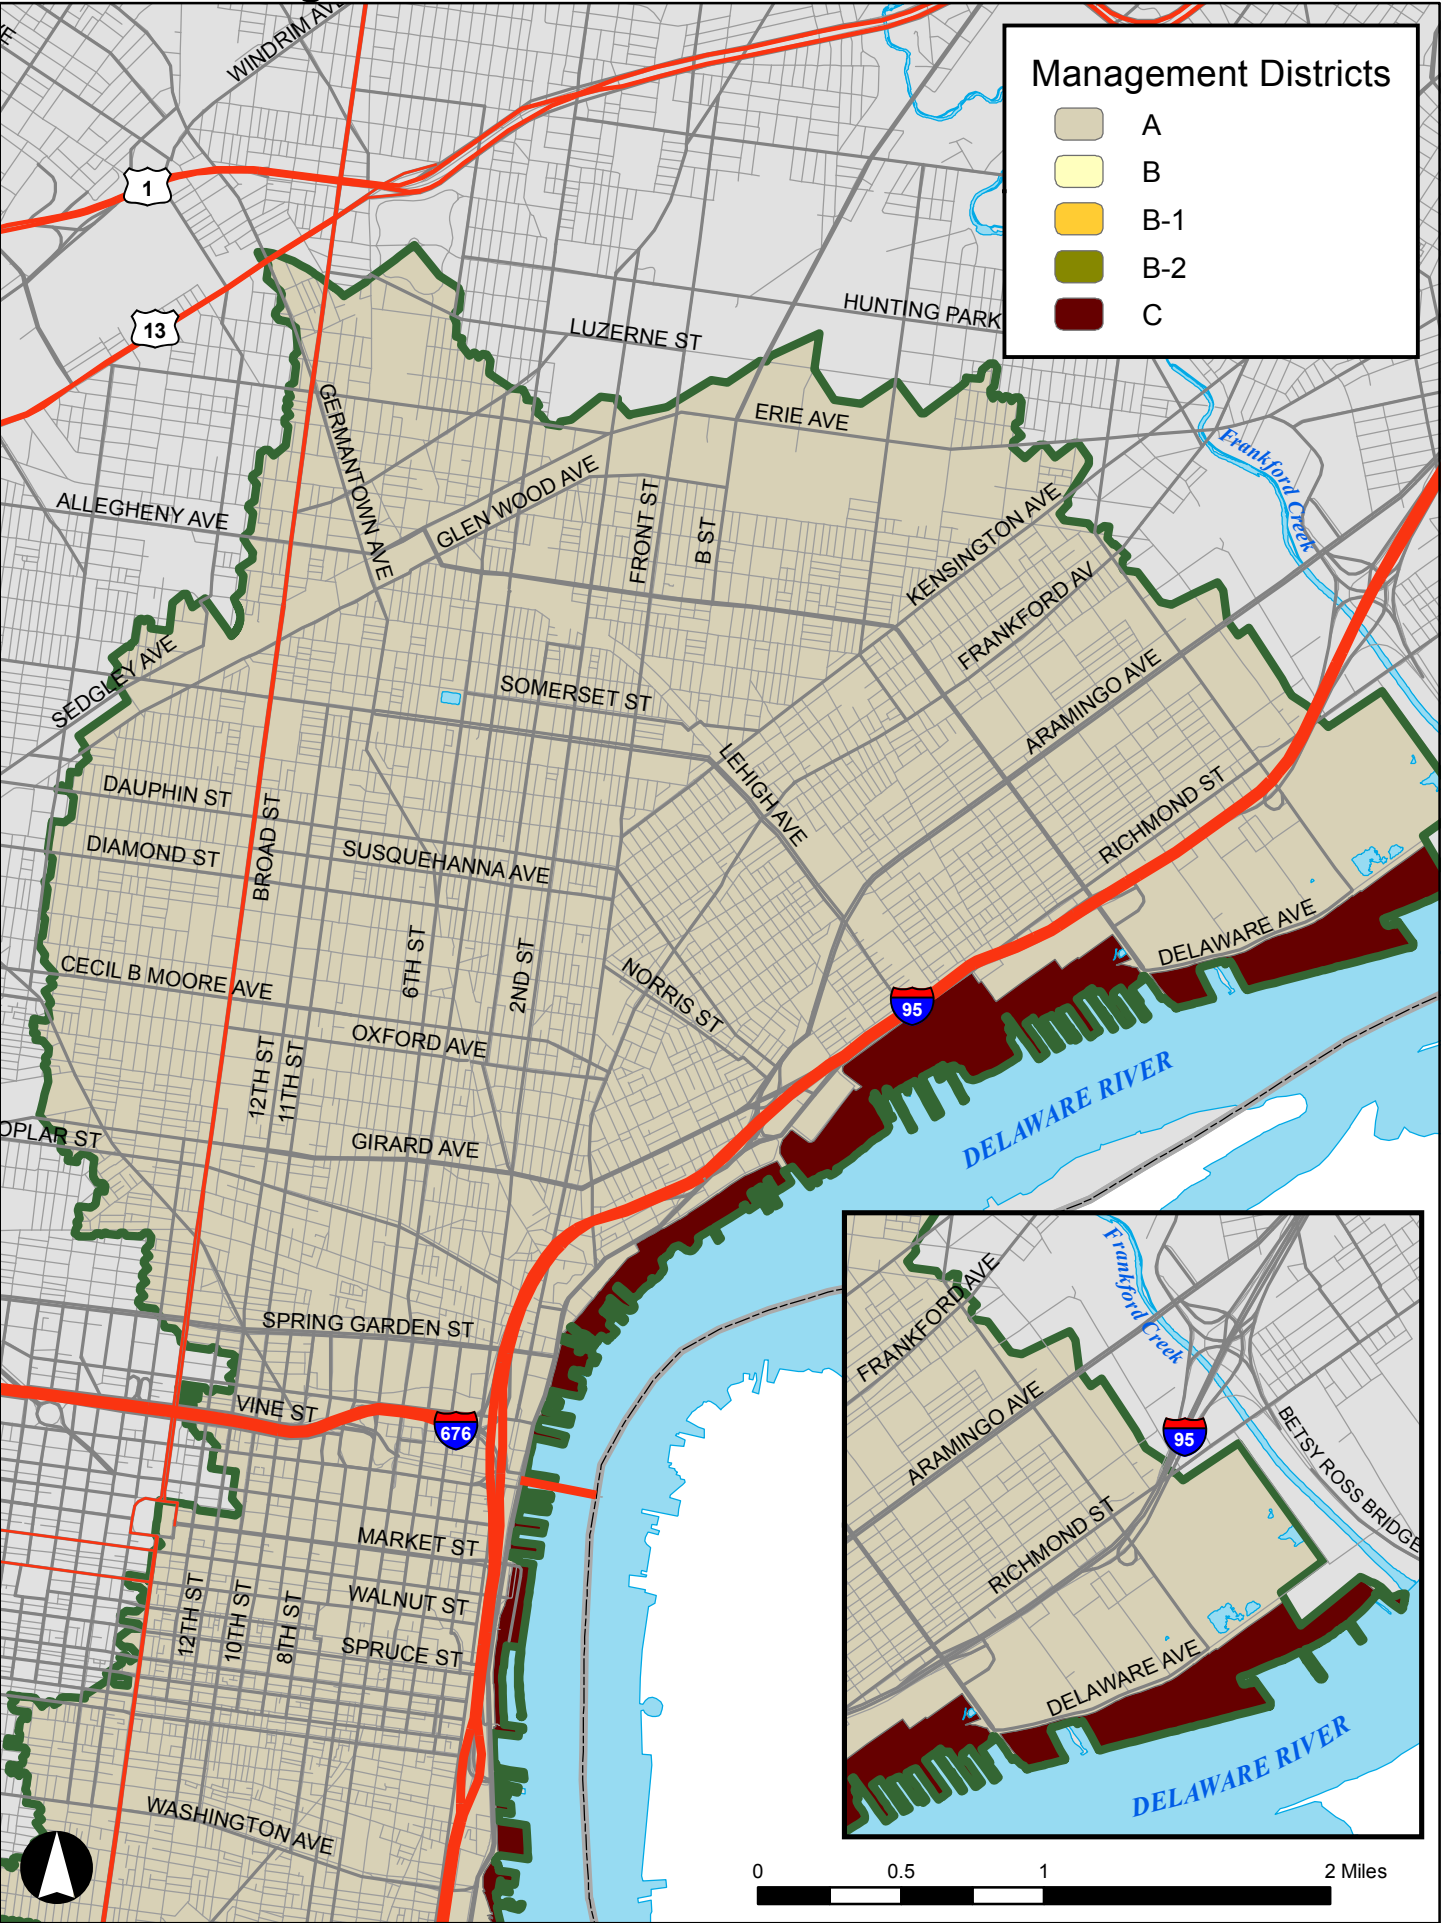 WINDRIM AVE
Management Districts
A
B
B-1
B-2
C
1
13
HUNTING PARK
LUZERNE ST
ERIE AVE
GERMANTOWN AVE
ALLEGHENY AVE
GLEN WOOD AVE
FRONT ST
B ST
KENSINGTON AVE
FRANKFORD AV
Frankford Creek
SEDGLEY AVE
SOMERSET ST
ARAMINGO AVE
LEHIGH AVE
RICHMOND ST
DAUPHIN ST
BROAD ST
DIAMOND ST
SUSQUEHANNA AVE
CECIL B MOORE AVE
6TH ST
2ND ST
NORRIS ST
DELAWARE AVE
95
OXFORD AVE
12TH ST
11TH ST
DELAWARE RIVER
OPLAR ST
GIRARD AVE
SPRING GARDEN ST
VINE ST
676
MARKET ST
WALNUT ST
SPRUCE ST
12TH ST
10TH ST
8TH ST
WASHINGTON AVE
FRANKFORD AVE
Frankford Creek
ARAMINGO AVE
95
BETSY ROSS BRIDGE
RICHMOND ST
DELAWARE AVE
DELAWARE RIVER
0 0.5 1 2 Miles